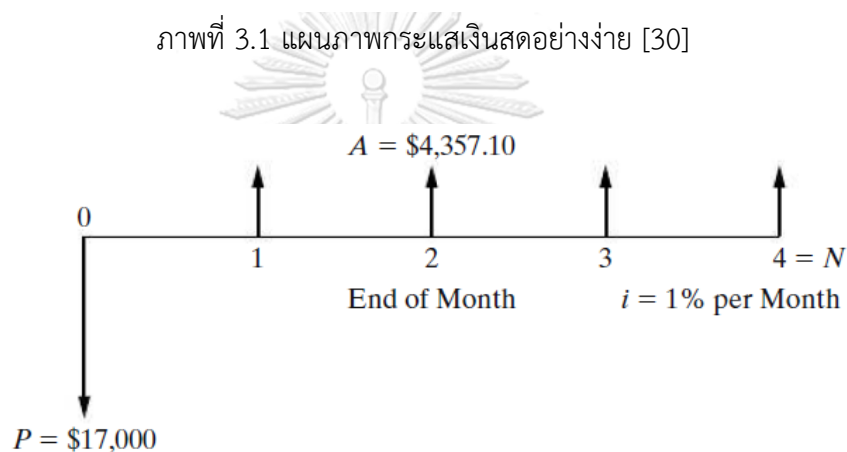 ภาพที่ 3.1 แผนภาพกระแสเงินสดอย่างง่าย [30]
A = $4,357.10
0
1 2 3 4 = N
End of Month i = 1% per Month
P = $17,000